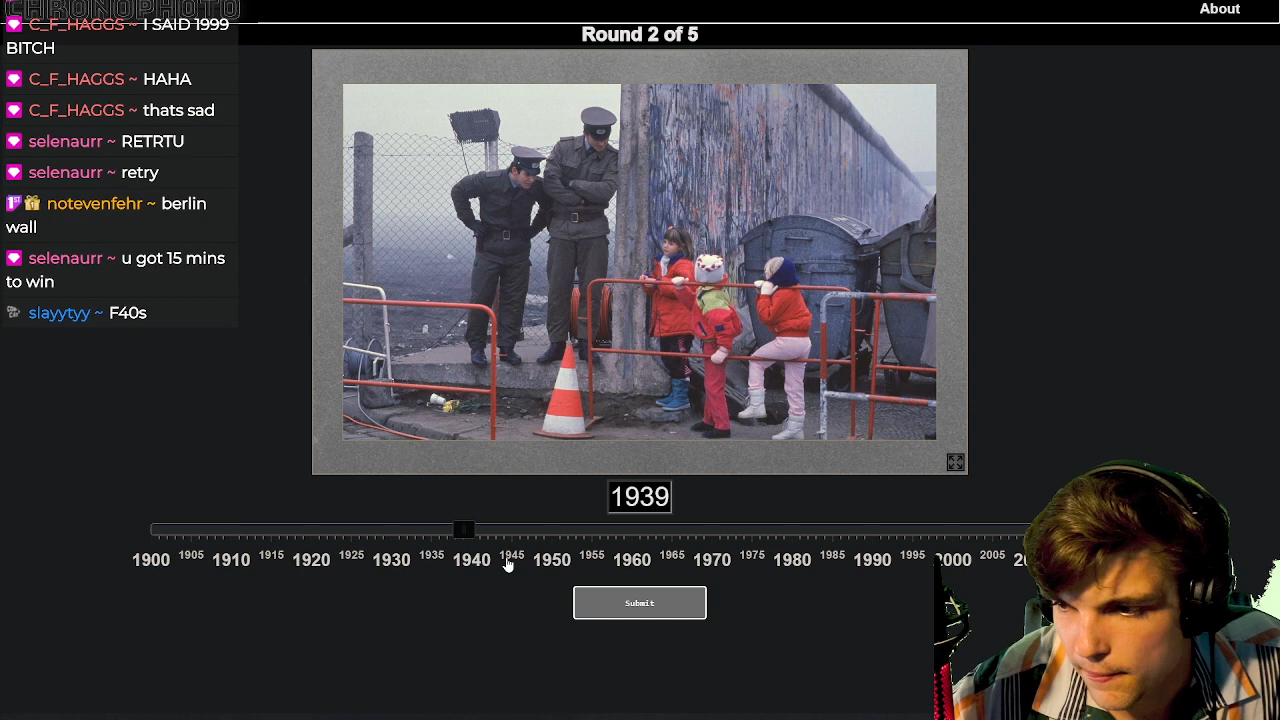 CHRONOPHOTO
About
Round 2 of 5
C_F_HAGGS ~ I SAID 1999
BITCH
C_F_HAGGS ~ HAHA
C_F_HAGGS ~ thats sad
selenaurr ~ RETRTU
selenaurr ~ retry
1ST notevenfehr ~ berlin
wall
selenaurr ~ u got 15 mins
to win
slayytyy ~ F40s
1939
1900 1905 1910 1915 1920 1925 1930 1935 1940 1945 1950 1955 1960 1965 1970 1975 1980 1985 1990 1995 2000 2005
Submit